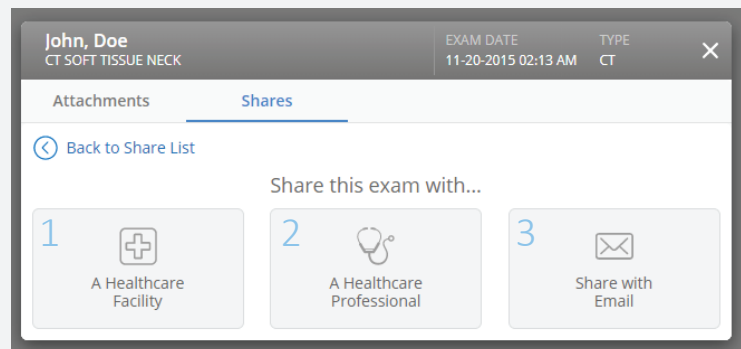 John, Doe
CT SOFT TISSUE NECK
EXAM DATE
11-20-2015 02:13 AM
TYPE
CT
Attachments
Shares
Back to Share List
Share this exam with...
1
A Healthcare
Facility
2
A Healthcare
Professional
3
Share with
Email